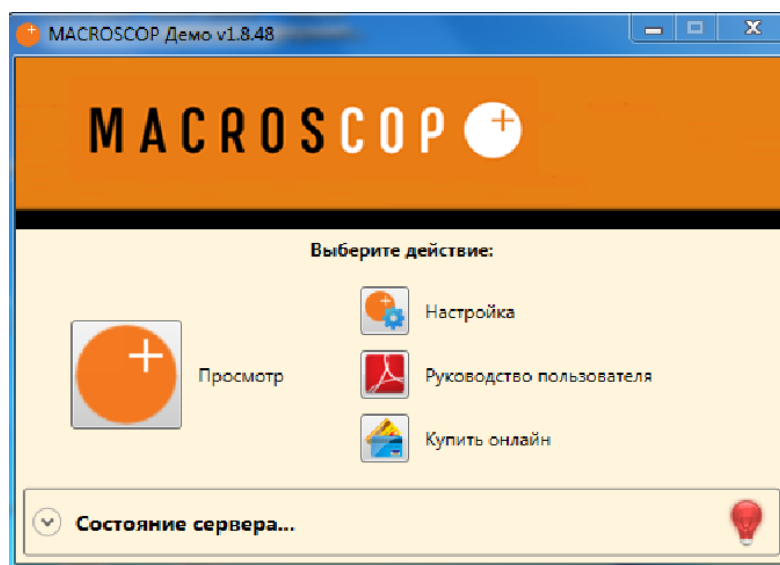 MACROSCOP Демо v1.8.48
MACROSCOP
Выберите действие:
Настройка
Просмотр
Руководство пользователя
Купить онлайн
Состояние сервера...